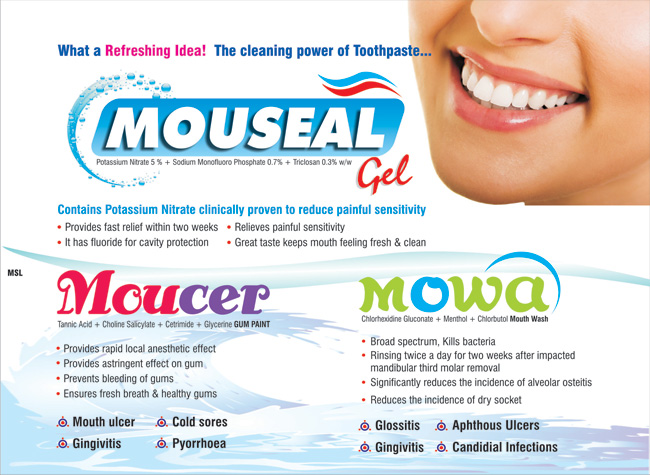 What a Refreshing Idea! The cleaning power of Toothpaste...
MOUSEAL
Potassium Nitrate 5 % + Sodium Monofluoro Phosphate 0.7% + Triclosan 0.3% w/w
Gel
Contains Potassium Nitrate clinically proven to reduce painful sensitivity
• Provides fast relief within two weeks • Relieves painful sensitivity
• It has fluoride for cavity protection • Great taste keeps mouth feeling fresh & clean
MSL
Moucer
Tannic Acid + Choline Salicylate + Cetrimide + Glycerine GUM PAINT
• Provides rapid local anesthetic effect
• Provides astringent effect on gum
• Prevents bleeding of gums
• Ensures fresh breath & healthy gums
Mouth ulcer Cold sores
Gingivitis Pyorrhoea
mowa
Chlorhexidine Gluconate + Menthol + Chlorbutol Mouth Wash
• Broad spectrum, Kills bacteria
• Rinsing twice a day for two weeks after impacted
mandibular third molar removal
• Significantly reduces the incidence of alveolar osteitis
• Reduces the incidence of dry socket
Glossitis Aphthous Ulcers
Gingivitis Candidial Infections